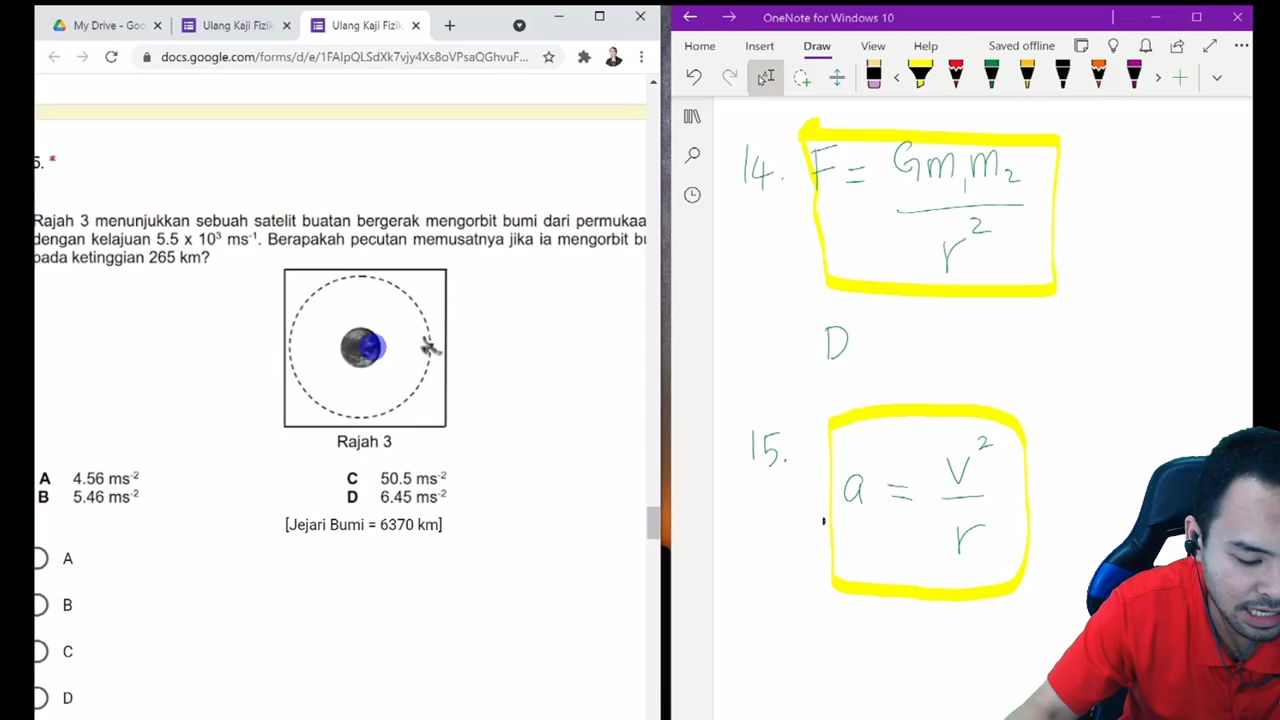 My Drive - Goo
Ulang Kaji Fizik
Ulang Kaji Fizik
docs.google.com/forms/d/e/1FAIpQLSdXk7vjy4Xs8oVPsaQGhvuF...
5. *
Rajah 3 menunjukkan sebuah satelit buatan bergerak mengorbit bumi dari permukaa
dengan kelajuan 5.5 x 10³ ms⁻¹. Berapakah pecutan memusatnya jika ia mengorbit bu
pada ketinggian 265 km?
Rajah 3
A 4.56 ms⁻² C 50.5 ms⁻²
B 5.46 ms⁻² D 6.45 ms⁻²
[Jejari Bumi = 6370 km]
A
B
C
D
OneNote for Windows 10
Home Insert Draw View Help Saved offline
14. F = Gm₁m₂
r²
D
15.
a = v²
r